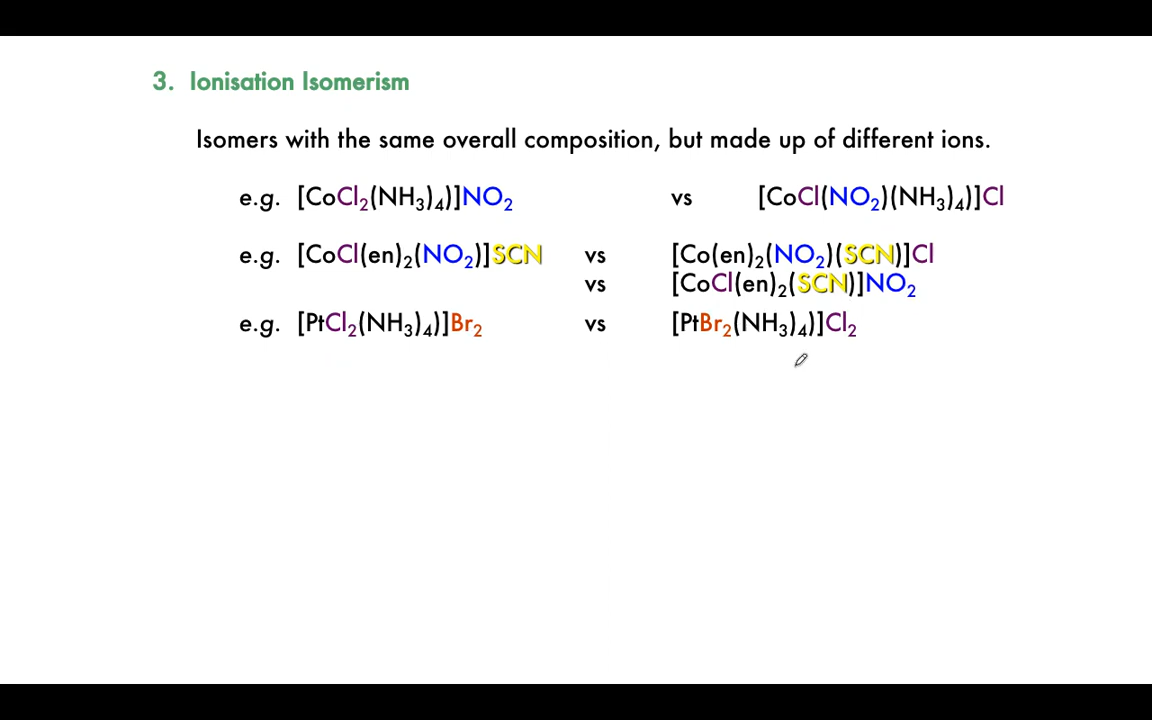 3. Ionisation Isomerism
Isomers with the same overall composition, but made up of different ions.
e.g. [CoCl₂(NH₃)₄)]NO₂ vs [CoCl(NO₂)(NH₃)₄)]Cl
e.g. [CoCl(en)₂(NO₂)]SCN vs [Co(en)₂(NO₂)(SCN)]Cl
vs [CoCl(en)₂(SCN)]NO₂
e.g. [PtCl₂(NH₃)₄)]Br₂ vs [PtBr₂(NH₃)₄)]Cl₂